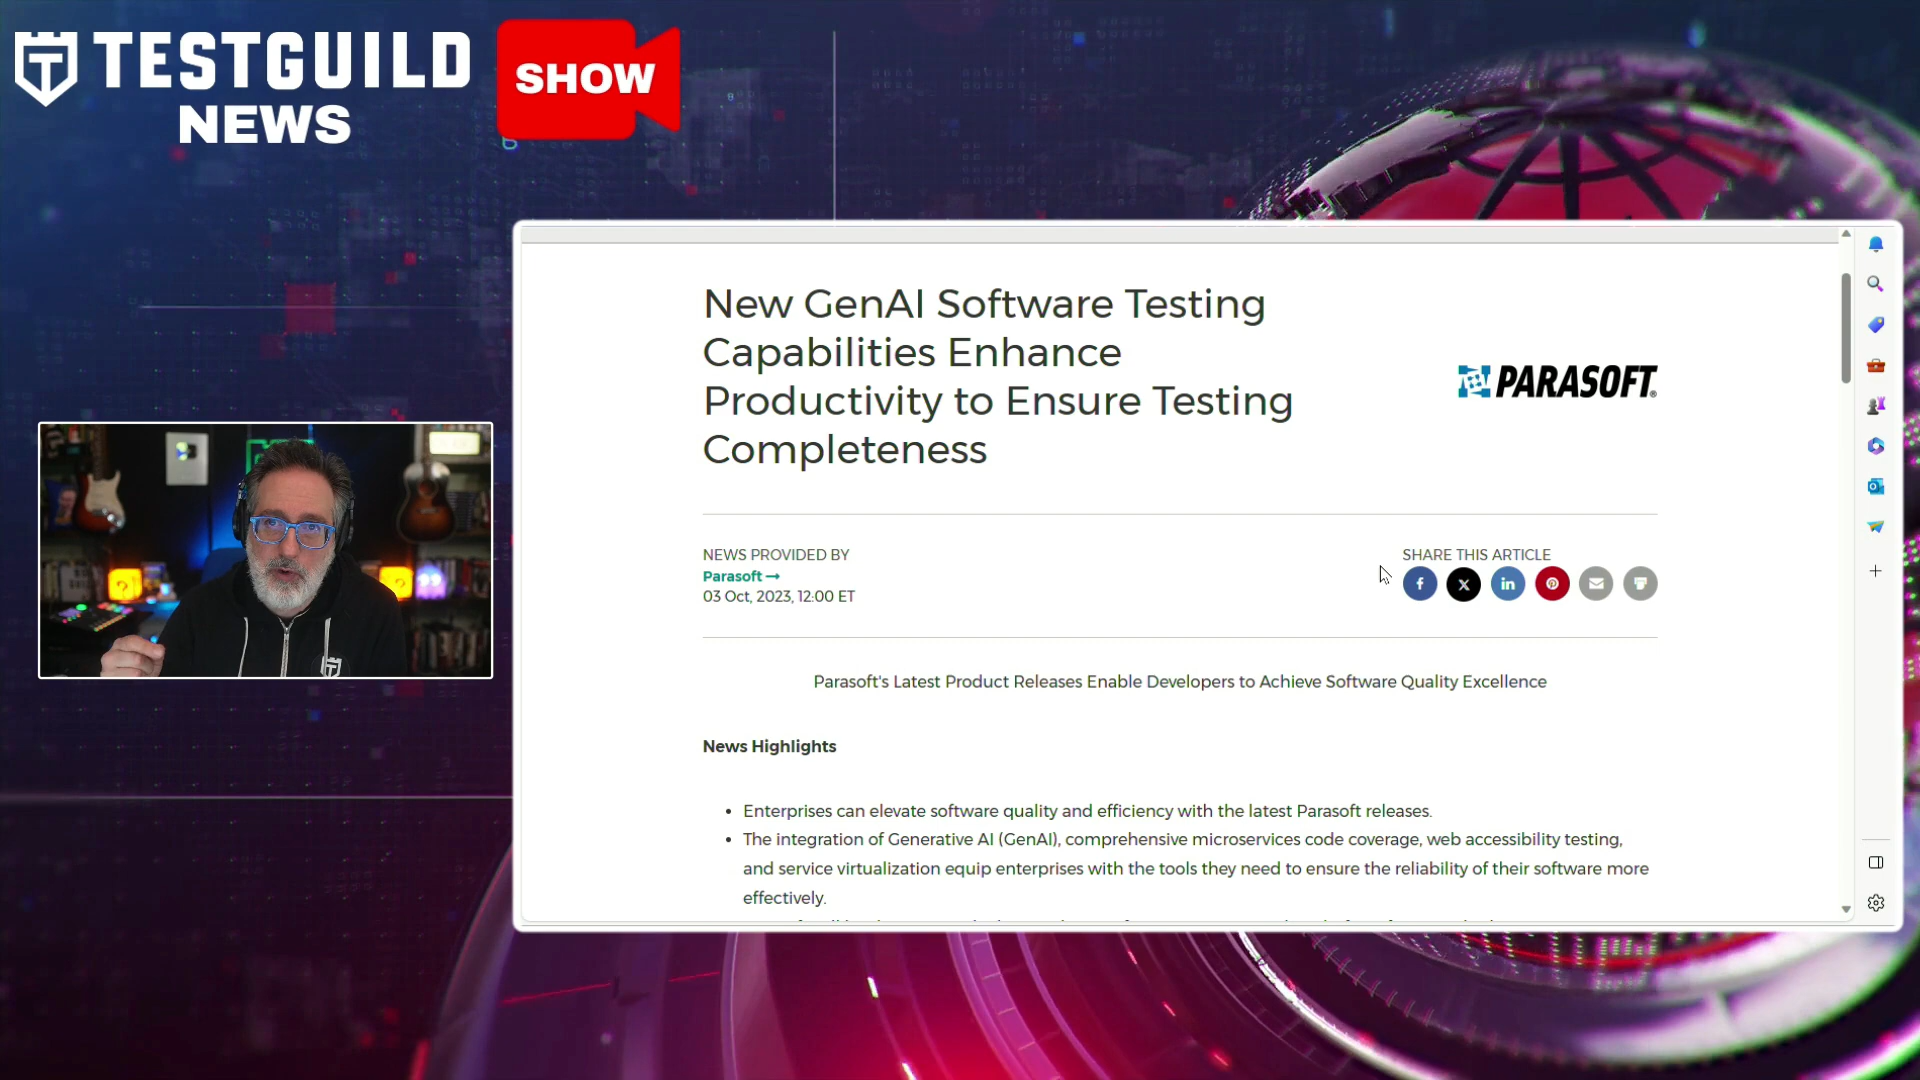 TESTGUILD
NEWS
SHOW
New GenAI Software Testing
Capabilities Enhance
Productivity to Ensure Testing
Completeness
PARASOFT®
NEWS PROVIDED BY
Parasoft →
03 Oct, 2023, 12:00 ET
SHARE THIS ARTICLE
Parasoft's Latest Product Releases Enable Developers to Achieve Software Quality Excellence
News Highlights
• Enterprises can elevate software quality and efficiency with the latest Parasoft releases.
• The integration of Generative AI (GenAI), comprehensive microservices code coverage, web accessibility testing,
and service virtualization equip enterprises with the tools they need to ensure the reliability of their software more
effectively.